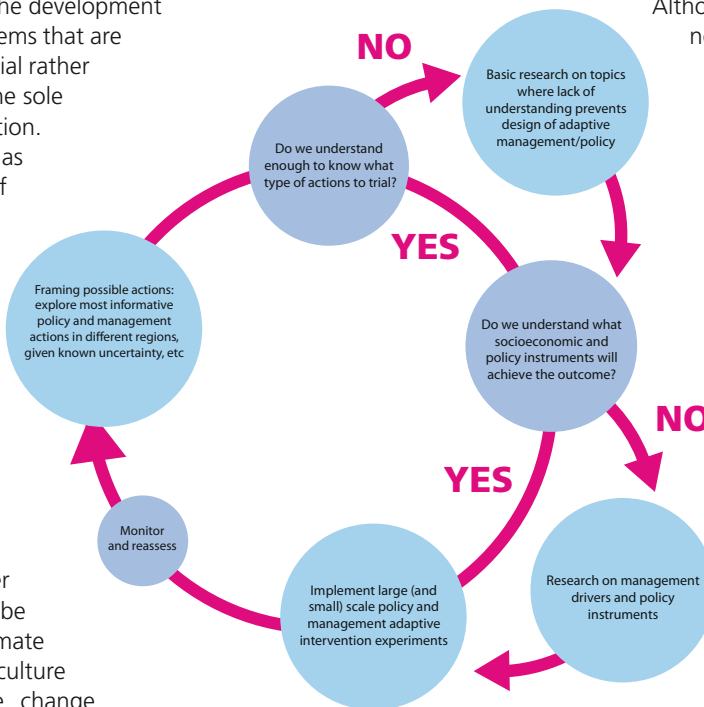 he development
ems that are
ial rather
he sole
tion.
as
f
Altho
n
NO
Basic research on topics
where lack of
understanding prevents
design of adaptive
management/policy
Do we understand
enough to know what
type of actions to trial?
YES
Framing possible actions:
explore most informative
policy and management
actions in different regions,
given known uncertainty, etc
Do we understand what
socioeconomic and
policy instruments will
achieve the outcome?
NO
YES
Monitor
and reassess
Implement large (and
small) scale policy and
management adaptive
intervention experiments
Research on management
drivers and policy
instruments
er
be
mate
culture
change